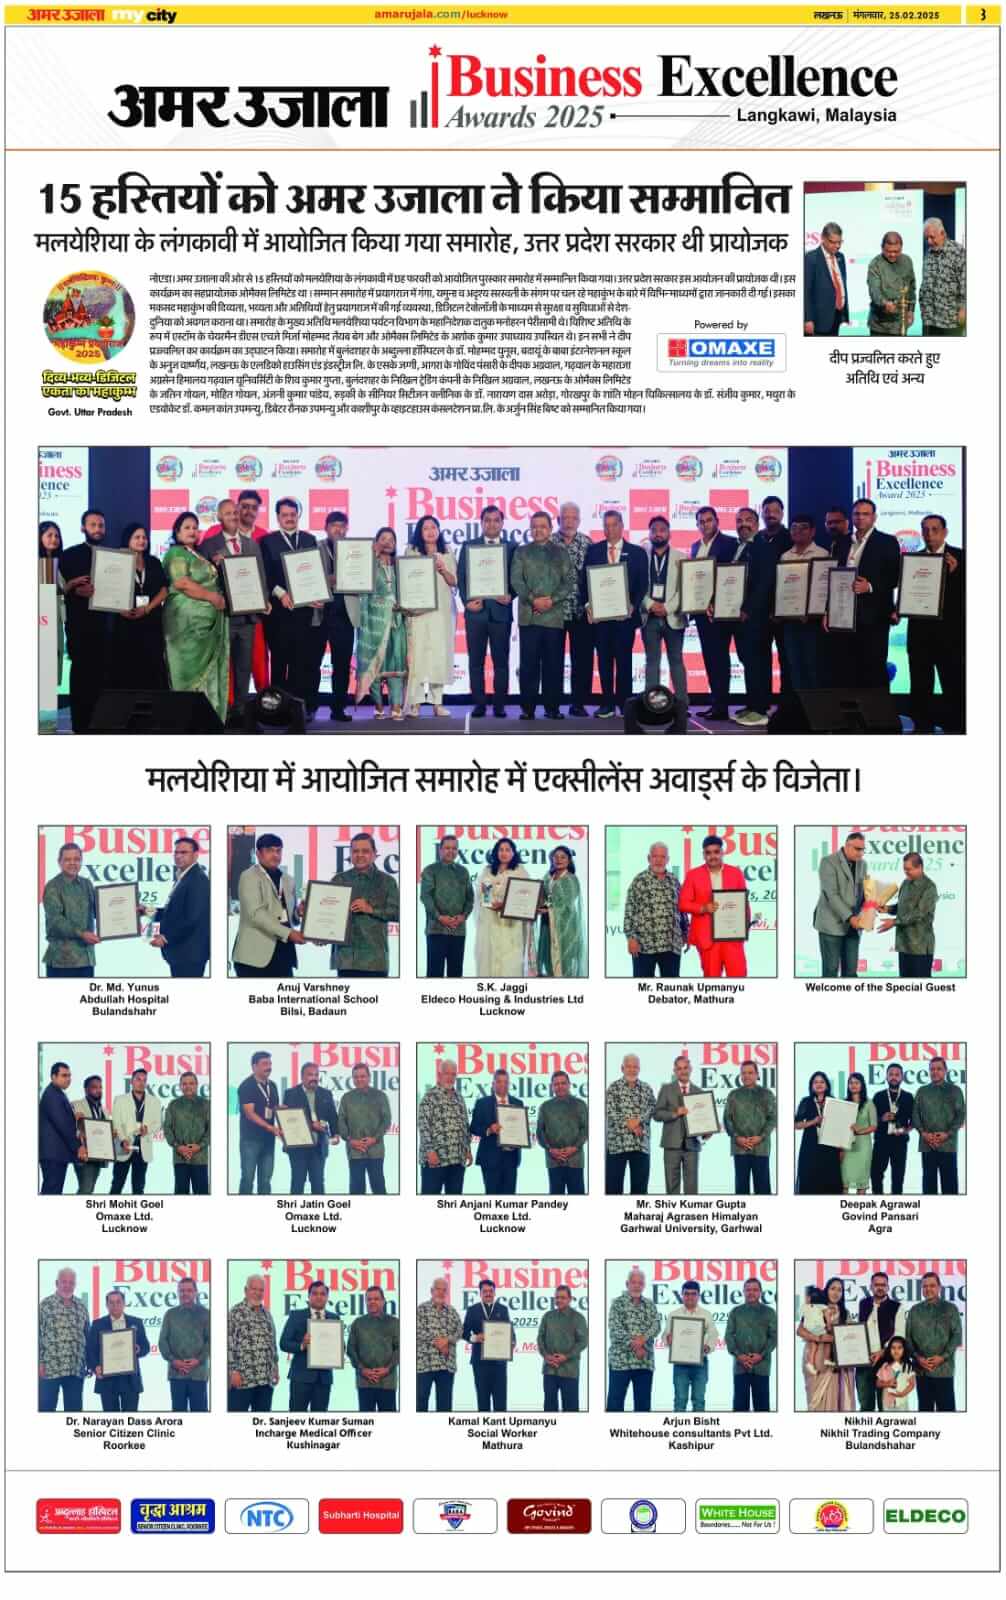 अमर उजाला my city
amarujala.com/lucknow
लखनऊ | मंगलवार, 25.02.2025
3
अमर उजाला
Business Excellence
Awards 2025
Langkawi, Malaysia
15 हस्तियों को अमर उजाला ने किया सम्मानित
मलयेशिया के लंगकावी में आयोजित किया गया समारोह, उत्तर प्रदेश सरकार थी प्रायोजक
महाकुम्भ प्रयागराज
2025
दिव्य-भव्य-डिजिटल
एकता का महाकुम्भ
Govt. Uttar Pradesh
नोएडा। अमर उजाला की ओर से 15 हस्तियों को मलयेशिया के लंगकावी में छह फरवरी को आयोजित पुरस्कार समारोह में सम्मानित किया गया। उत्तर प्रदेश सरकार इस आयोजन की प्रायोजक थी। इस
कार्यक्रम का सहप्रायोजक ओमैक्स लिमिटेड था। सम्मान समारोह में प्रयागराज में गंगा, यमुना व अदृश्य सरस्वती के संगम पर चल रहे महाकुंभ के बारे में विभिन्न माध्यमों द्वारा जानकारी दी गई। इसका
मकसद महाकुंभ की दिव्यता, भव्यता और अतिथियों हेतु प्रयागराज में की गई व्यवस्था, डिजिटल टेक्नोलॉजी के माध्यम से सुरक्षा व सुविधाओं से देश-
दुनिया को अवगत कराना था। समारोह के मुख्य अतिथि मलयेशिया पर्यटन विभाग के महानिदेशक दातुक मनोहरन पेरीसामी थे। विशिष्ट अतिथि के
रूप में एस्टॉम के चेयरमैन डीएस एचजे मिर्जा मोहम्मद तैयब बेग और ओमैक्स लिमिटेड के अशोक कुमार उपाध्याय उपस्थित थे। इन सभी ने दीप
प्रज्वलित का कार्यक्रम का उद्घाटन किया। समारोह में बुलंदशहर के अब्दुल्ला हॉस्पिटल के डॉ. मोहम्मद यूनुस, बदायूं के बाबा इंटरनेशनल स्कूल
के अनुज वार्ष्णेय, लखनऊ के एलडिको हाउसिंग एंड इंडस्ट्रीज लि. के एसके जग्गी, आगरा के गोविंद पंसारी के दीपक अग्रवाल, गढ़वाल के महाराजा
अग्रसेन हिमालय गढ़वाल यूनिवर्सिटी के शिव कुमार गुप्ता, बुलंदशहर के निखिल ट्रेडिंग कंपनी के निखिल अग्रवाल, लखनऊ के ओमैक्स लिमिटेड
के जतिन गोयल, मोहित गोयल, अंजनी कुमार पांडेय, रुड़की के सीनियर सिटीजन क्लीनिक के डॉ. नारायण दास अरोड़ा, गोरखपुर के शांति मोहन चिकित्सालय के डॉ. संजीव कुमार, मथुरा के
एडवोकेट डॉ. कमल कांत उपमन्यु, डिबेटर रौनक उपमन्यु और काशीपुर के व्हाइटहाउस कंसलटेशन प्रा.लि. के अर्जुन सिंह बिष्ट को सम्मानित किया गया।
Powered by
OMAXE
Turning dreams into reality
दीप प्रज्वलित करते हुए
अतिथि एवं अन्य
अमर उजाला
Business
Excellence
Award 2025
मलयेशिया में आयोजित समारोह में एक्सीलेंस अवार्ड्स के विजेता।
Dr. Md. Yunus
Abdullah Hospital
Bulandshahr
Anuj Varshney
Baba International School
Bilsi, Badaun
S.K. Jaggi
Eldeco Housing & Industries Ltd
Lucknow
Mr. Raunak Upmanyu
Debator, Mathura
Welcome of the Special Guest
Shri Mohit Goel
Omaxe Ltd.
Lucknow
Shri Jatin Goel
Omaxe Ltd.
Lucknow
Shri Anjani Kumar Pandey
Omaxe Ltd.
Lucknow
Mr. Shiv Kumar Gupta
Maharaj Agrasen Himalyan
Garhwal University, Garhwal
Deepak Agrawal
Govind Pansari
Agra
Dr. Narayan Dass Arora
Senior Citizen Clinic
Roorkee
Dr. Sanjeev Kumar Suman
Incharge Medical Officer
Kushinagar
Kamal Kant Upmanyu
Social Worker
Mathura
Arjun Bisht
Whitehouse consultants Pvt Ltd.
Kashipur
Nikhil Agrawal
Nikhil Trading Company
Bulandshahar
अब्दुल्लाह हॉस्पिटल
वृद्धा आश्रम
SENIOR CITIZEN CLINIC, ROORKEE
NTC
Subharti Hospital
Govind
WHITE HOUSE
Boundaries...... Not For Us !
ELDECO